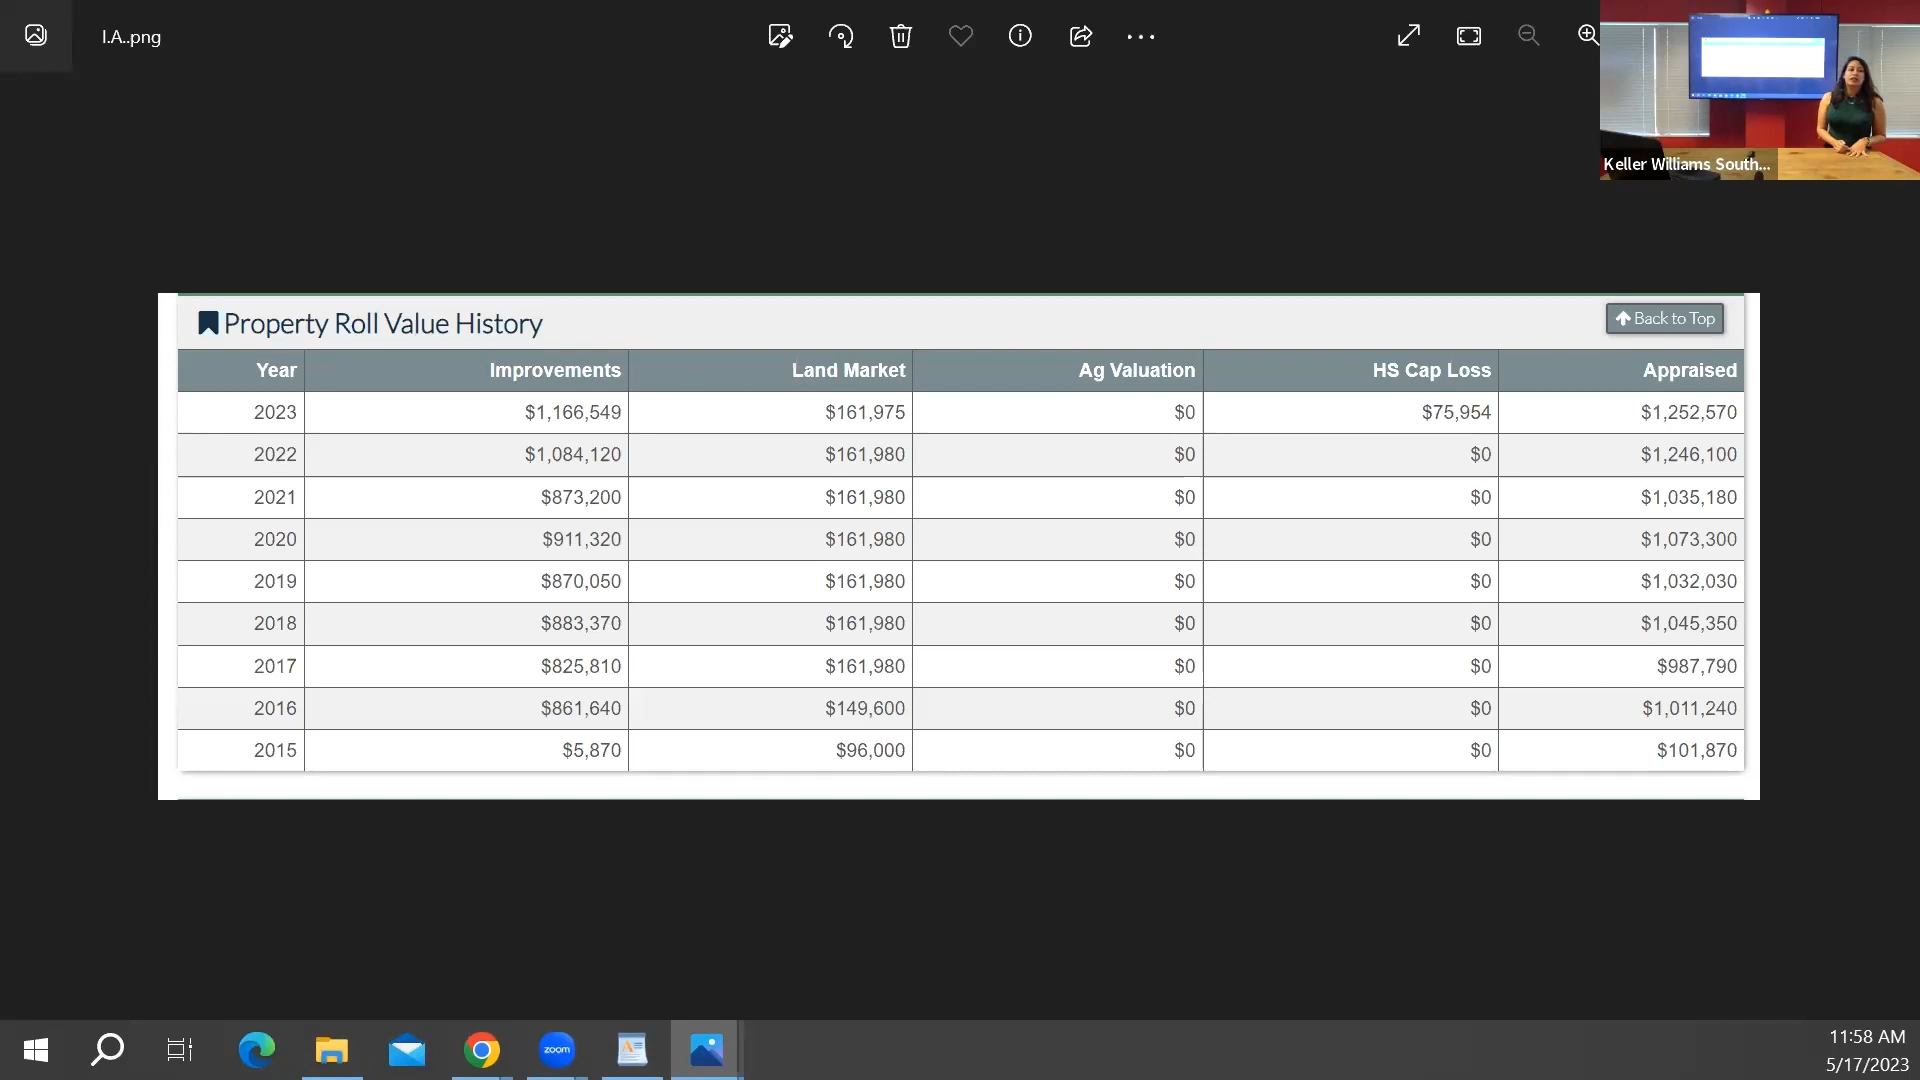 I.A..png
Keller Williams South...
Property Roll Value History
Back to Top
Year Improvements Land Market Ag Valuation HS Cap Loss Appraised
2023 $1,166,549 $161,975 $0 $75,954 $1,252,570
2022 $1,084,120 $161,980 $0 $0 $1,246,100
2021 $873,200 $161,980 $0 $0 $1,035,180
2020 $911,320 $161,980 $0 $0 $1,073,300
2019 $870,050 $161,980 $0 $0 $1,032,030
2018 $883,370 $161,980 $0 $0 $1,045,350
2017 $825,810 $161,980 $0 $0 $987,790
2016 $861,640 $149,600 $0 $0 $1,011,240
2015 $5,870 $96,000 $0 $0 $101,870
zoom
11:58 AM
5/17/2023